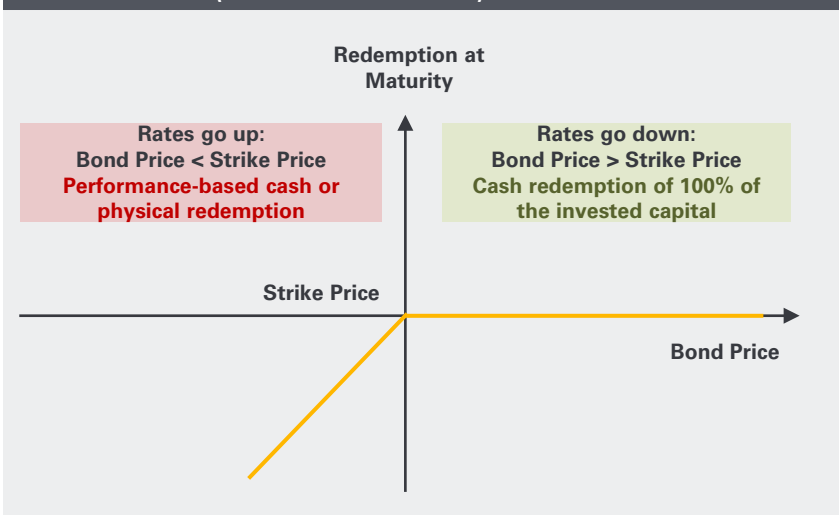 Redemption at
Maturity
Rates go up:
Bond Price < Strike Price
Performance-based cash or
physical redemption
Rates go down:
Bond Price > Strike Price
Cash redemption of 100% of
the invested capital
Strike Price
Bond Price